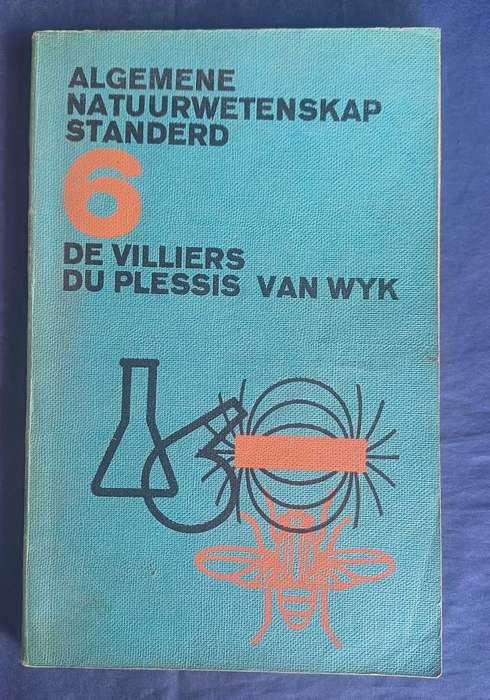 ALGEMENE
NATUURWETENSKAP
STANDERD
6
DE VILLIERS
DU PLESSIS VAN WYK